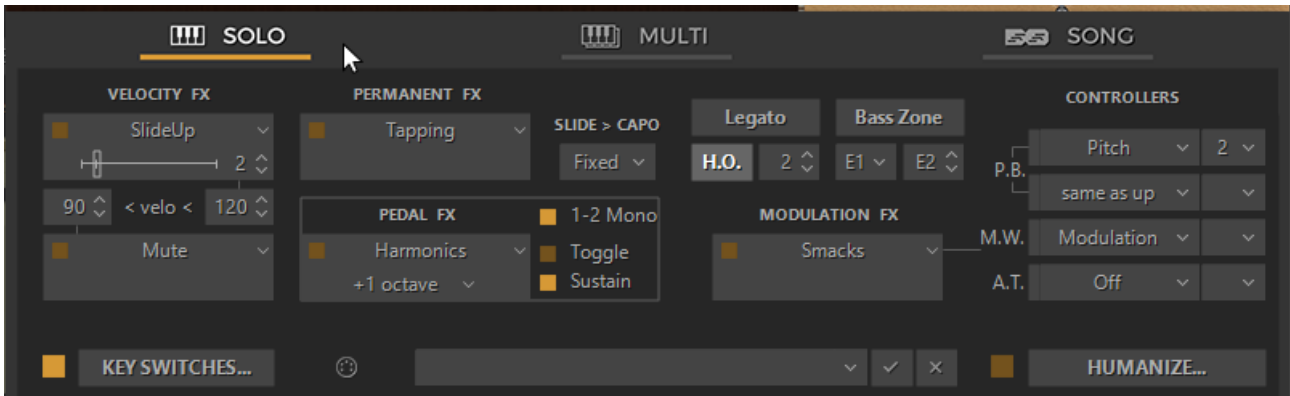 SOLO
MULTI
SONG
VELOCITY FX
SlideUp
2
90
< velo <
120
Mute
PERMANENT FX
Tapping
SLIDE > CAPO
Fixed
Legato
Bass Zone
H.O.
2
E1
E2
PEDAL FX
Harmonics
+1 octave
1-2 Mono
Toggle
Sustain
MODULATION FX
Smacks
CONTROLLERS
P.B.
Pitch
2
same as up
M.W.
Modulation
A.T.
Off
KEY SWITCHES...
HUMANIZE...